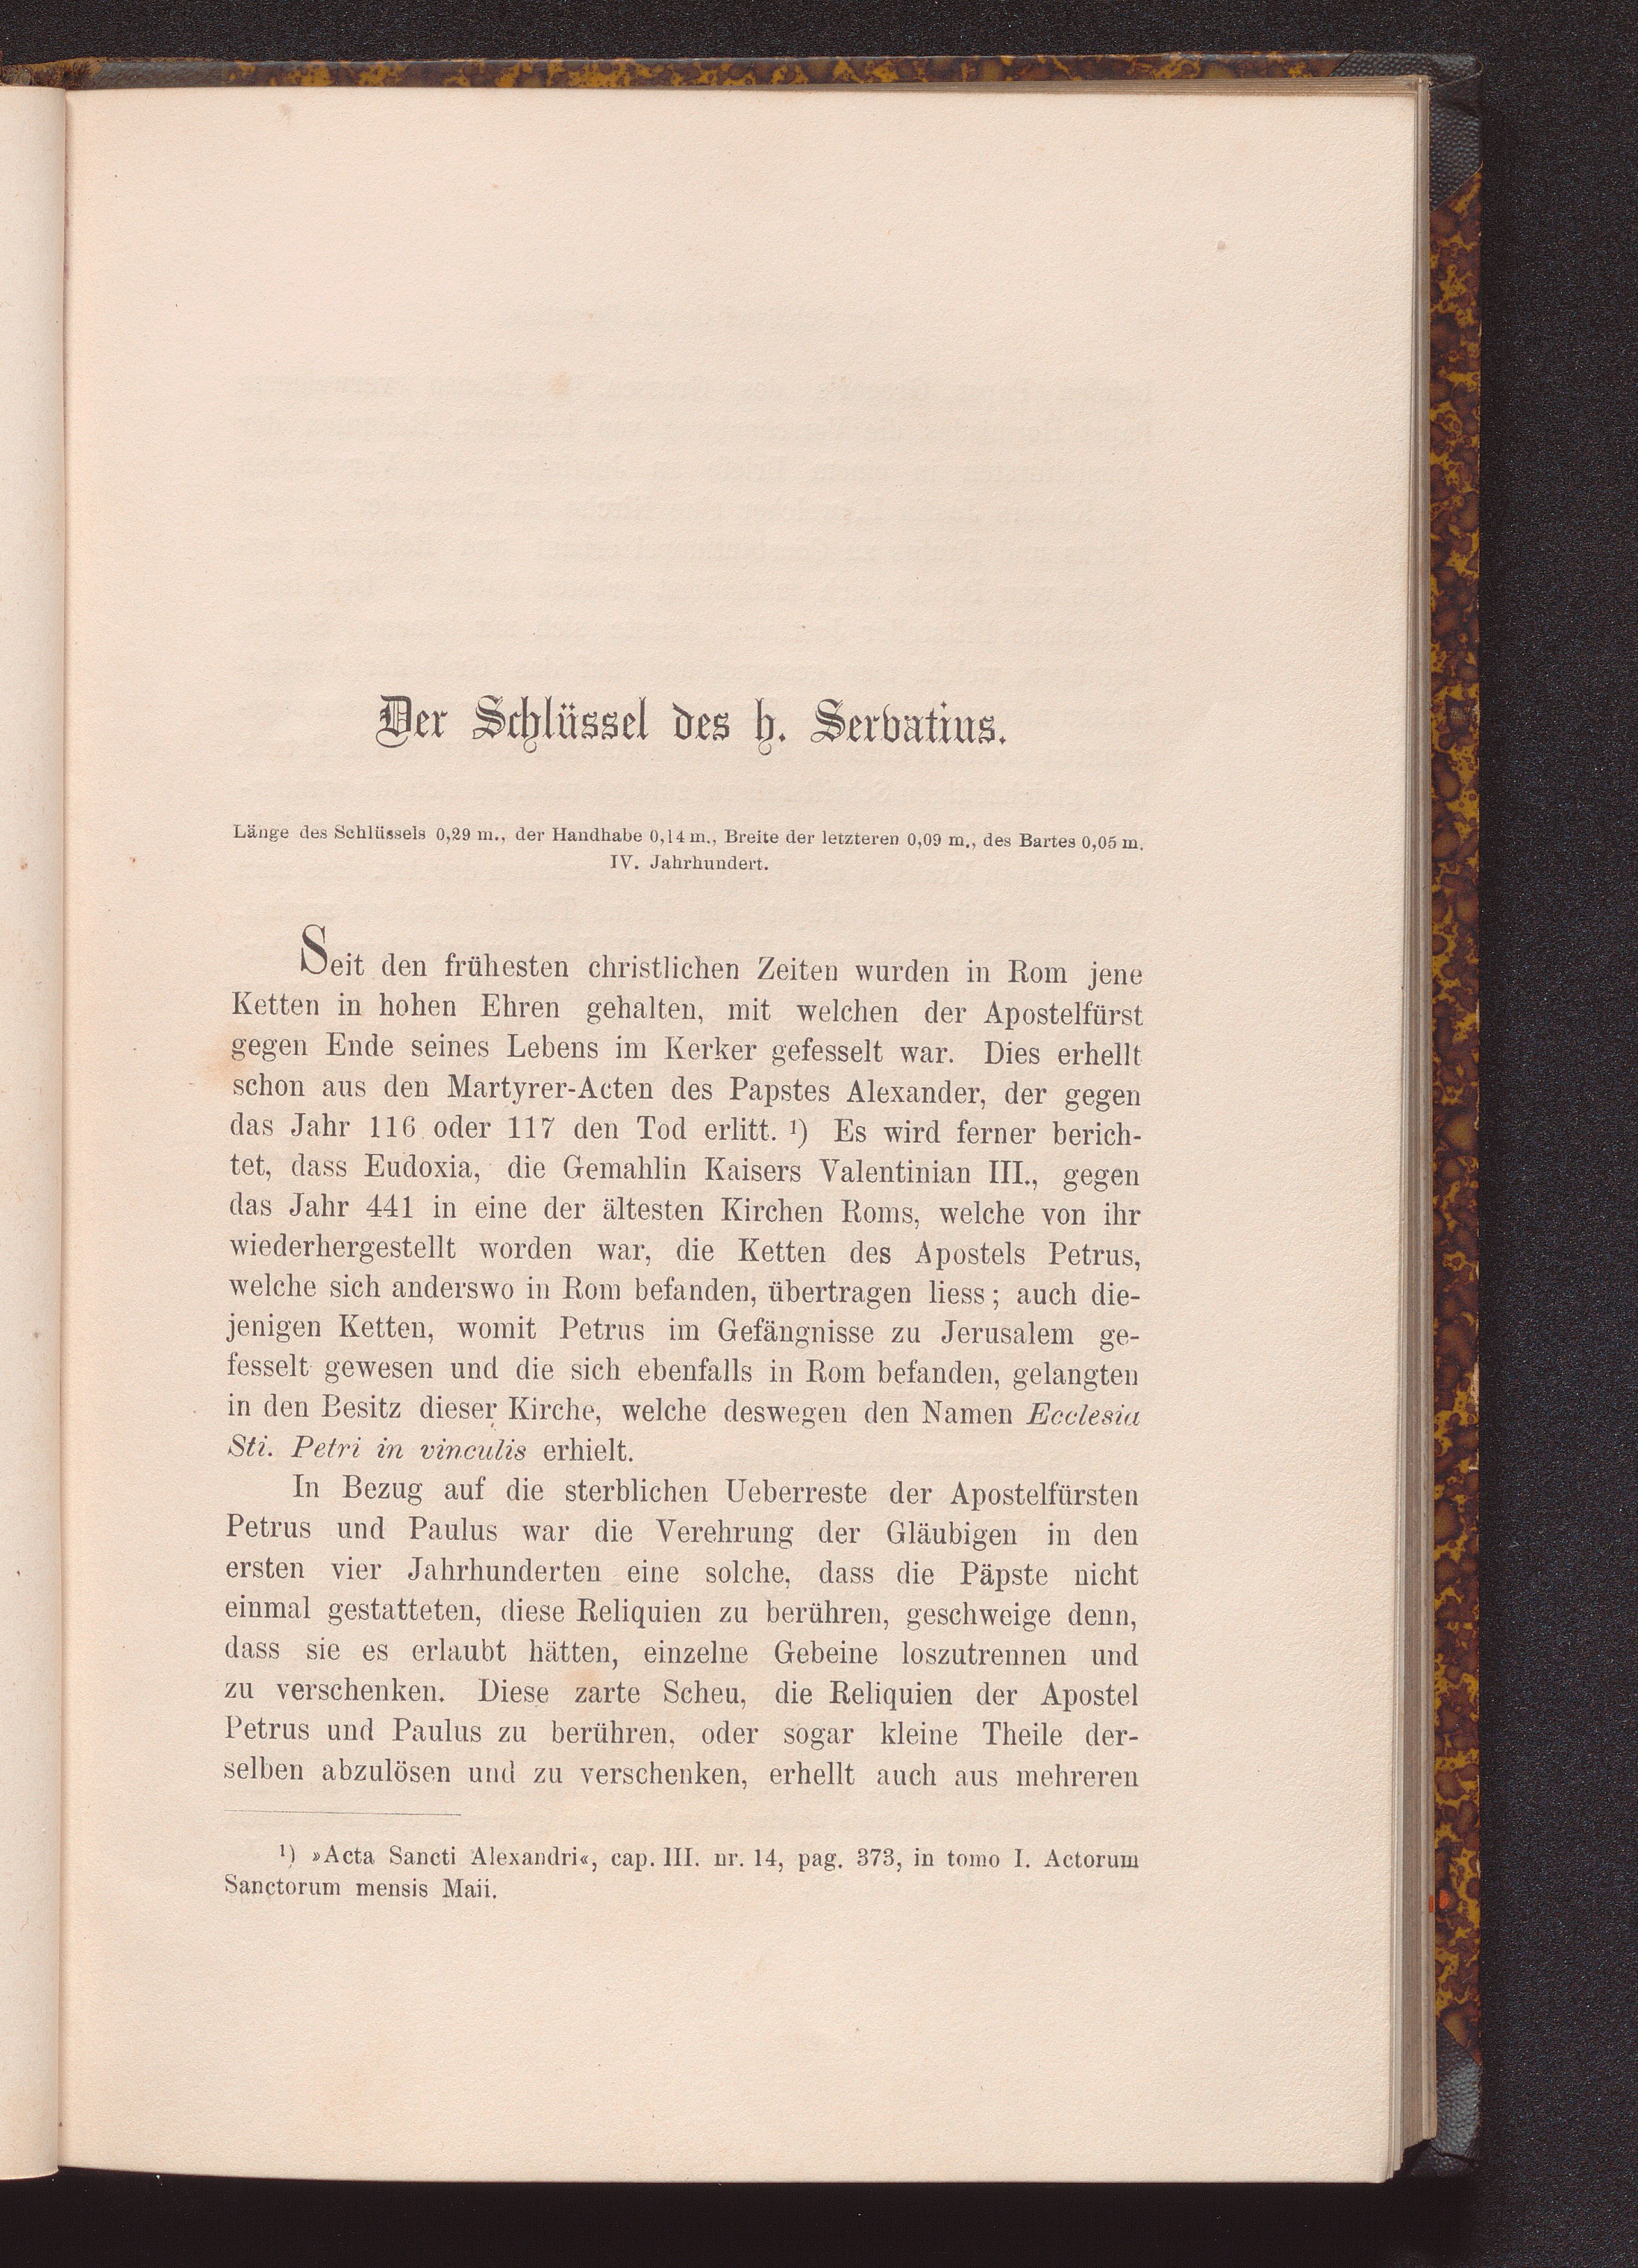 Der Schlüssel des h. Servatius.
Länge des Schlüssels 0,29 m., der Handhabe 0,14 m., Breite der letzteren 0,09 m., des Bartes 0,05 m.
IV. Jahrhundert.
Seit den frühesten christlichen Zeiten wurden in Rom jene
Ketten in hohen Ehren gehalten, mit welchen der Apostelfürst
gegen Ende seines Lebens im Kerker gefesselt war. Dies erhellt
schon aus den Martyrer-Acten des Papstes Alexander, der gegen
das Jahr 116 oder 117 den Tod erlitt. ¹) Es wird ferner berich-
tet, dass Eudoxia, die Gemahlin Kaisers Valentinian III., gegen
das Jahr 441 in eine der ältesten Kirchen Roms, welche von ihr
wiederhergestellt worden war, die Ketten des Apostels Petrus,
welche sich anderswo in Rom befanden, übertragen liess; auch die-
jenigen Ketten, womit Petrus im Gefängnisse zu Jerusalem ge-
fesselt gewesen und die sich ebenfalls in Rom befanden, gelangten
in den Besitz dieser Kirche, welche deswegen den Namen Ecclesia
Sti. Petri in vinculis erhielt.
In Bezug auf die sterblichen Ueberreste der Apostelfürsten
Petrus und Paulus war die Verehrung der Gläubigen in den
ersten vier Jahrhunderten eine solche, dass die Päpste nicht
einmal gestatteten, diese Reliquien zu berühren, geschweige denn,
dass sie es erlaubt hätten, einzelne Gebeine loszutrennen und
zu verschenken. Diese zarte Scheu, die Reliquien der Apostel
Petrus und Paulus zu berühren, oder sogar kleine Theile der-
selben abzulösen und zu verschenken, erhellt auch aus mehreren
¹) »Acta Sancti Alexandri«, cap. III. nr. 14, pag. 373, in tomo I. Actorum
Sanctorum mensis Maii.